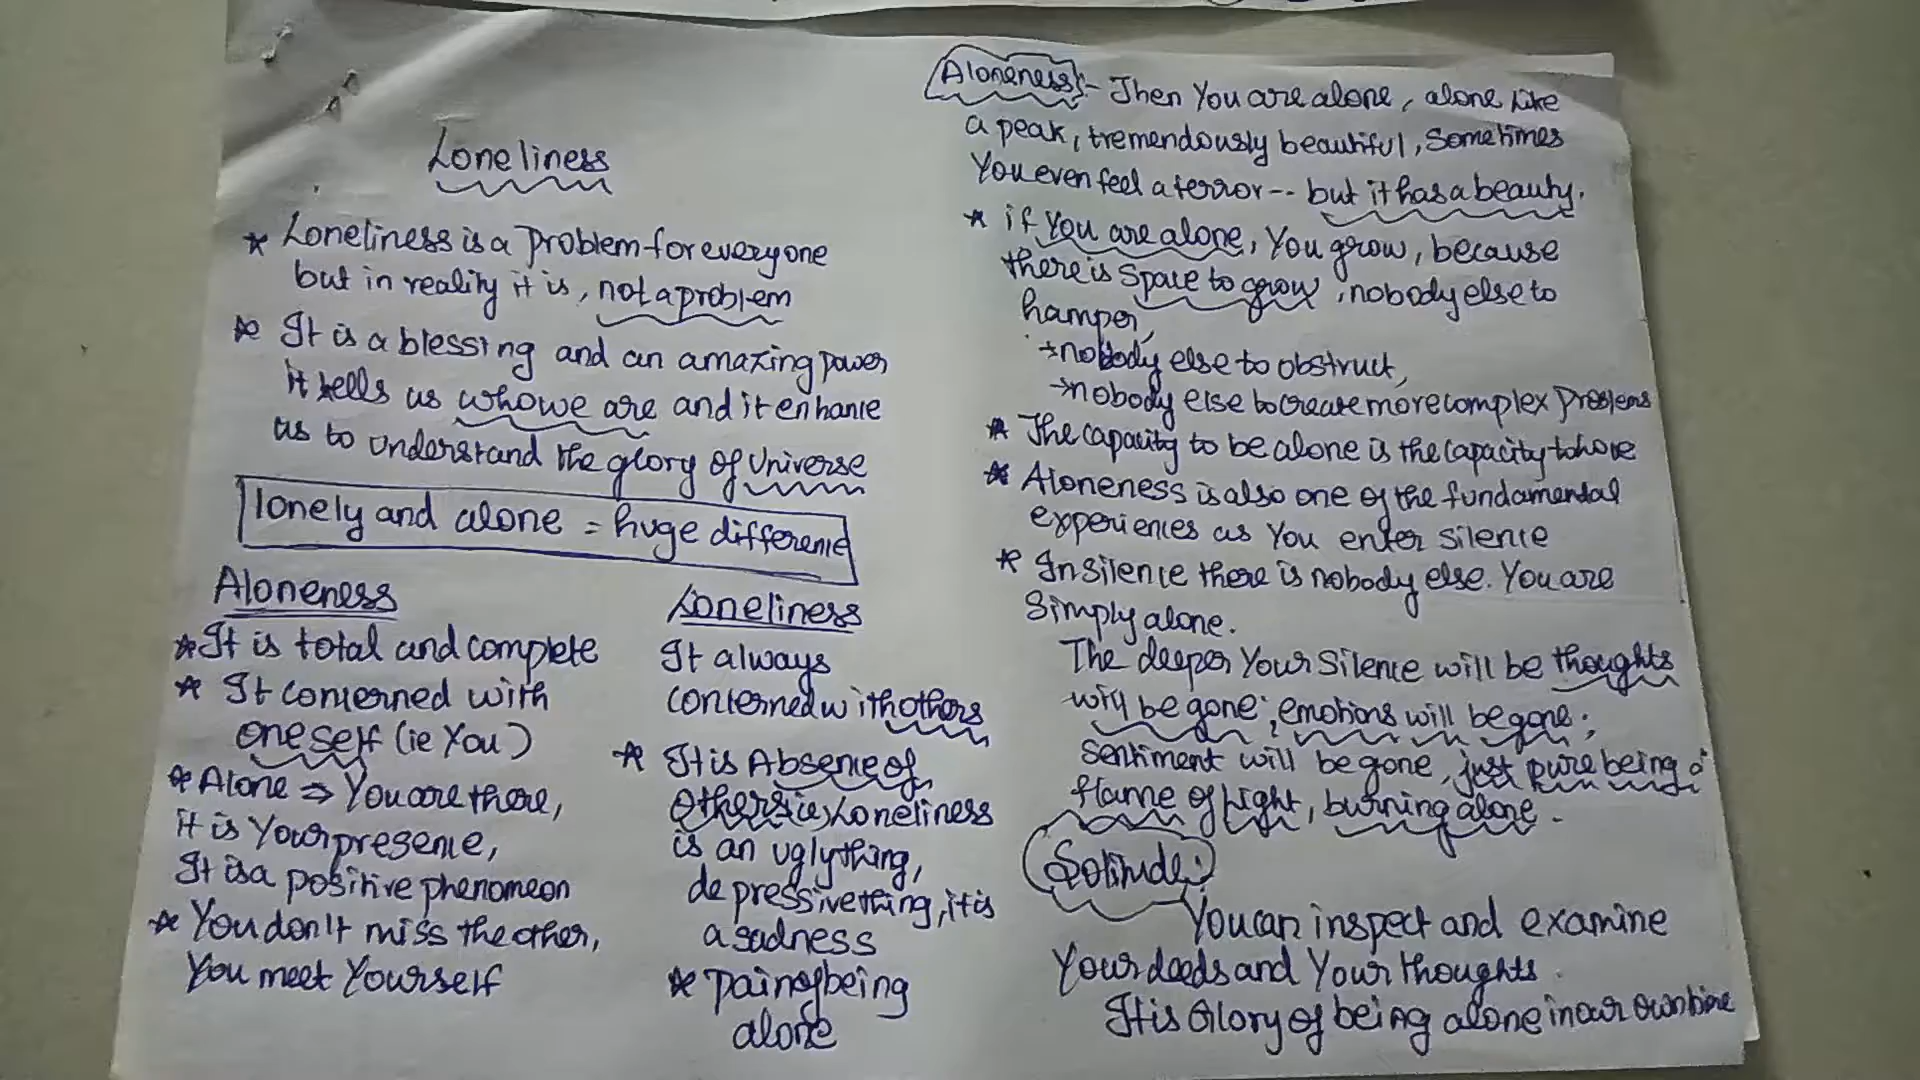 Loneliness
* Loneliness is a problem for everyone
but in reality it is, not a problem
* It is a blessing and an amazing power
it tells us who we are and it enhance
us to understand the glory of Universe
lonely and alone = huge difference
Aloneness
* It is total and complete
* It concerned with
oneself (ie You)
* Alone ⇒ You are there,
it is Your presence,
It is a positive phenomeon
* You don't miss the other,
You meet Yourself
Loneliness
It always
concerned with others
* It is Absence of
Others (ie) Loneliness
is an ugly thing,
depressive thing, it is
a sadness
* pain of being
alone
Aloneness:- Then You are alone, alone like
a peak, tremendously beautiful, Sometimes
You even feel a terror -- but it has a beauty.
* if You are alone, You grow, because
there is space to grow, nobody else to
hamper,
→ nobody else to obstruct,
→ nobody else to create more complex problems
* The capacity to be alone is the capacity to
* Aloneness is also one of the fundamental
experiences as You enter silence
* In silence there is nobody else. You are
Simply alone.
The deeper Your Silence will be thoughts
will be gone; emotions will be gone;
sentiment will be gone, just pure being a
flame of Light, burning alone.
Solitude:
You can inspect and examine
Your deeds and Your thoughts.
It is Glory of being alone in our own